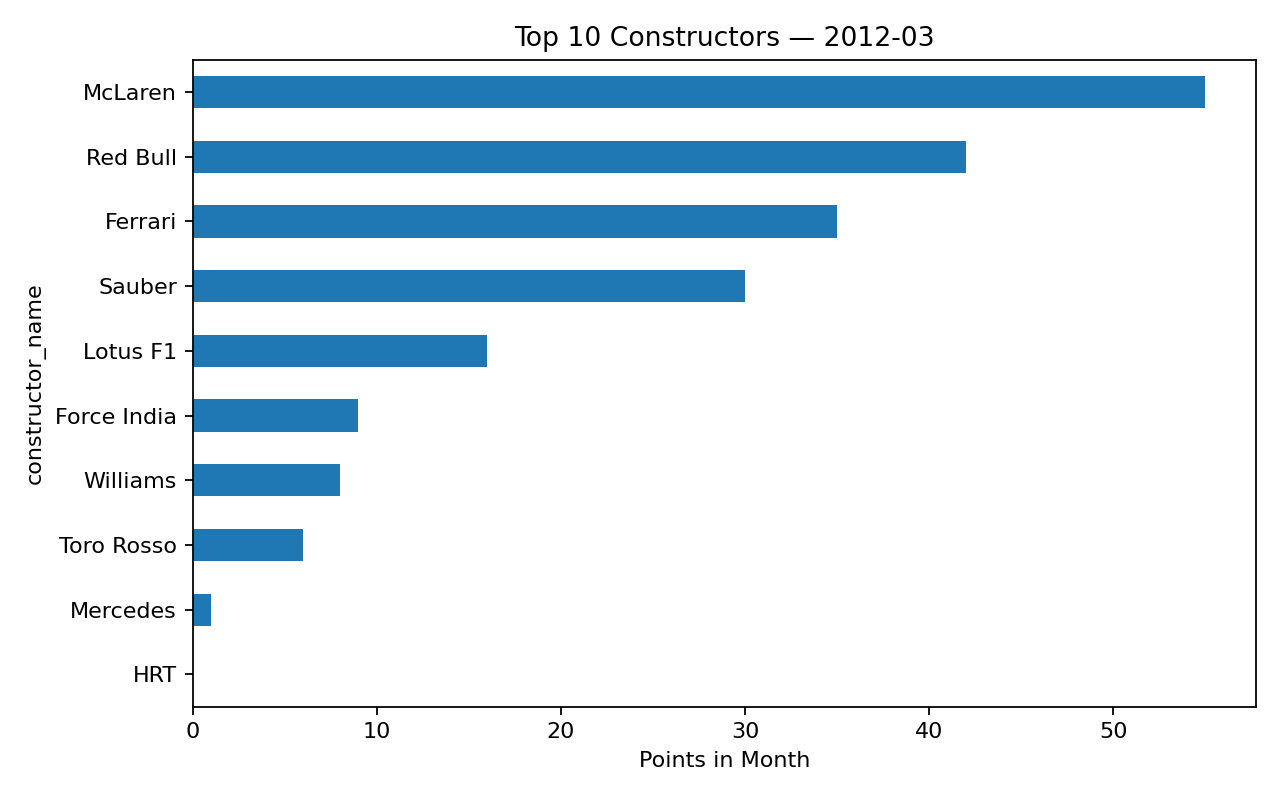 Top 10 Constructors — 2012-03
constructor_name
McLaren
Red Bull
Ferrari
Sauber
Lotus F1
Force India
Williams
Toro Rosso
Mercedes
HRT
0 10 20 30 40 50
Points in Month